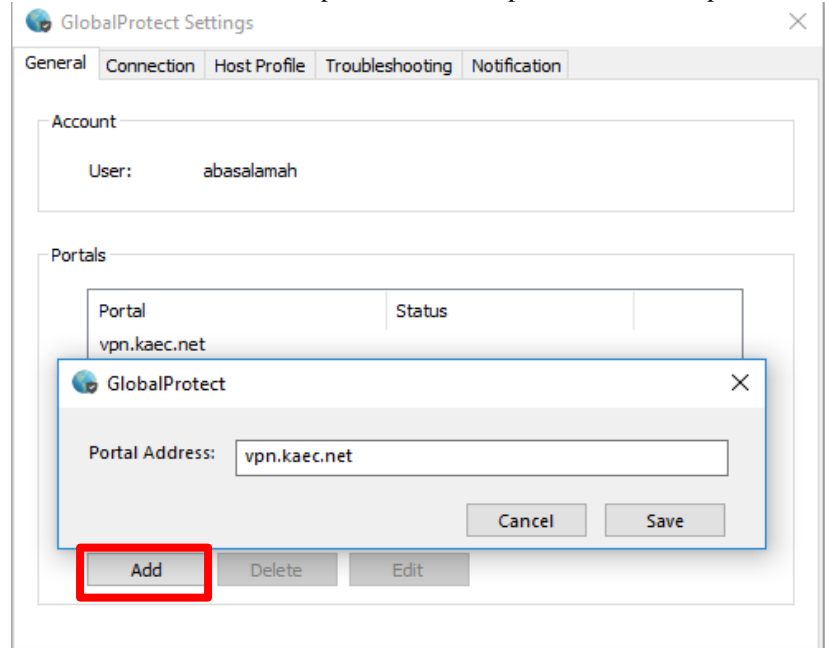 GlobalProtect Settings
General Connection Host Profile Troubleshooting Notification
Account
User: abasalamah
Portals
Portal Status
vpn.kaec.net
GlobalProtect
Portal Address: vpn.kaec.net
Cancel Save
Add Delete Edit